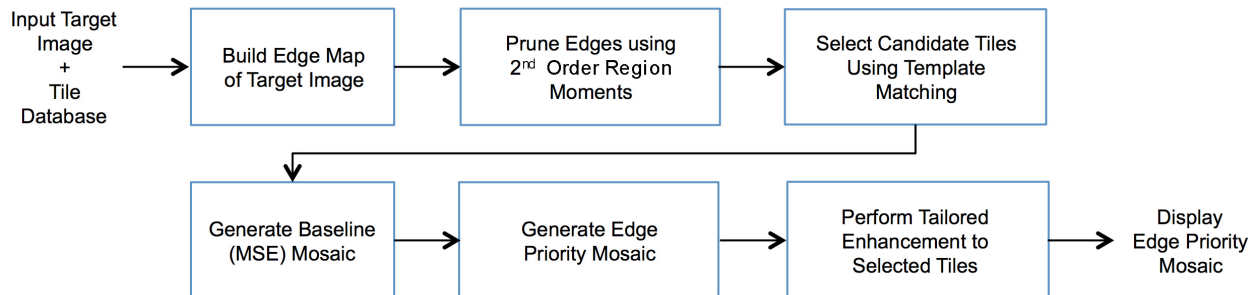 Input Target
Image
+
Tile
Database
Build Edge Map
of Target Image
Prune Edges using
2nd Order Region
Moments
Select Candidate Tiles
Using Template
Matching
Generate Baseline
(MSE) Mosaic
Generate Edge
Priority Mosaic
Perform Tailored
Enhancement to
Selected Tiles
Display
Edge Priority
Mosaic